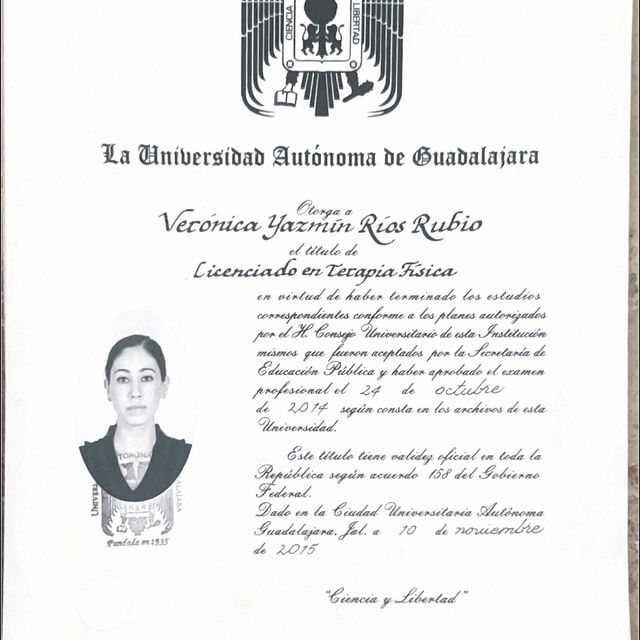 CIENCIA
LIBERTAD
La Universidad Autónoma de Guadalajara
Otorga a
Verónica Yazmín Ríos Rubio
el título de
Licenciado en Terapia Física
en virtud de haber terminado los estudios
correspondientes conforme a los planes autorizados
por el H. Consejo Universitario de esta Institución
mismos que fueron aceptados por la Secretaría de
Educación Pública y haber aprobado el examen
profesional el 24 de octubre
de 2014 según consta en los archivos de esta
Universidad.
Este título tiene validez oficial en toda la
República según acuerdo 158 del Gobierno
Federal.
Dado en la Ciudad Universitaria Autónoma
Guadalajara, Jal. a 10 de noviembre
de 2015
Fundada en 1935
"Ciencia y Libertad"